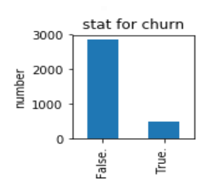 stat for churn
3000
2000
1000
0
number
False.
True.